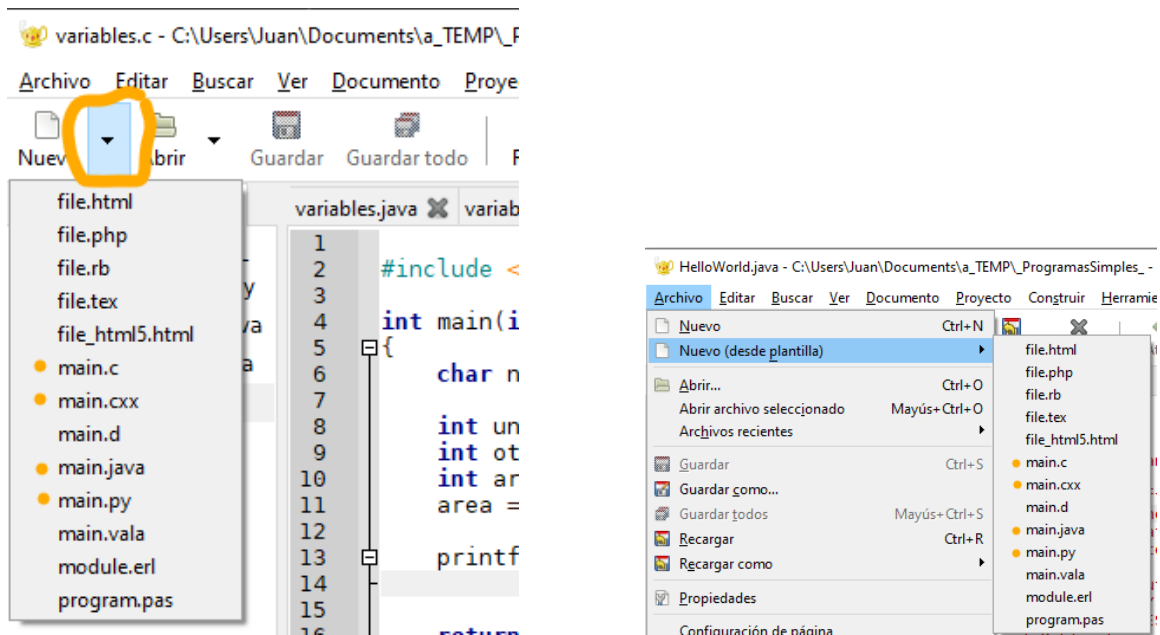 variables.c - C:\Users\Juan\Documents\a_TEMP\_P
Archivo Editar Buscar Ver Documento Proye
Guardar Guardar todo
file.html
file.php
file.rb
file.tex
file_html5.html
main.c
main.cxx
main.d
main.java
main.py
main.vala
module.erl
program.pas
variables.java variab
1
2 #include <
3
4 int main(i
5 {
6 char n
7
8 int un
9 int ot
10 int ar
11 area =
12
13 printf
14
15
16 return
HelloWorld.java - C:\Users\Juan\Documents\a_TEMP\_ProgramasSimples_ -
Archivo Editar Buscar Ver Documento Proyecto Construir Herramie
Nuevo Ctrl+N
Nuevo (desde plantilla)
Abrir... Ctrl+O
Abrir archivo seleccionado Mayús+Ctrl+O
Archivos recientes
Guardar Ctrl+S
Guardar como...
Guardar todos Mayús+Ctrl+S
Recargar Ctrl+R
Recargar como
Propiedades
Configuración de página
file.html
file.php
file.rb
file.tex
file_html5.html
main.c
main.cxx
main.d
main.java
main.py
main.vala
module.erl
program.pas